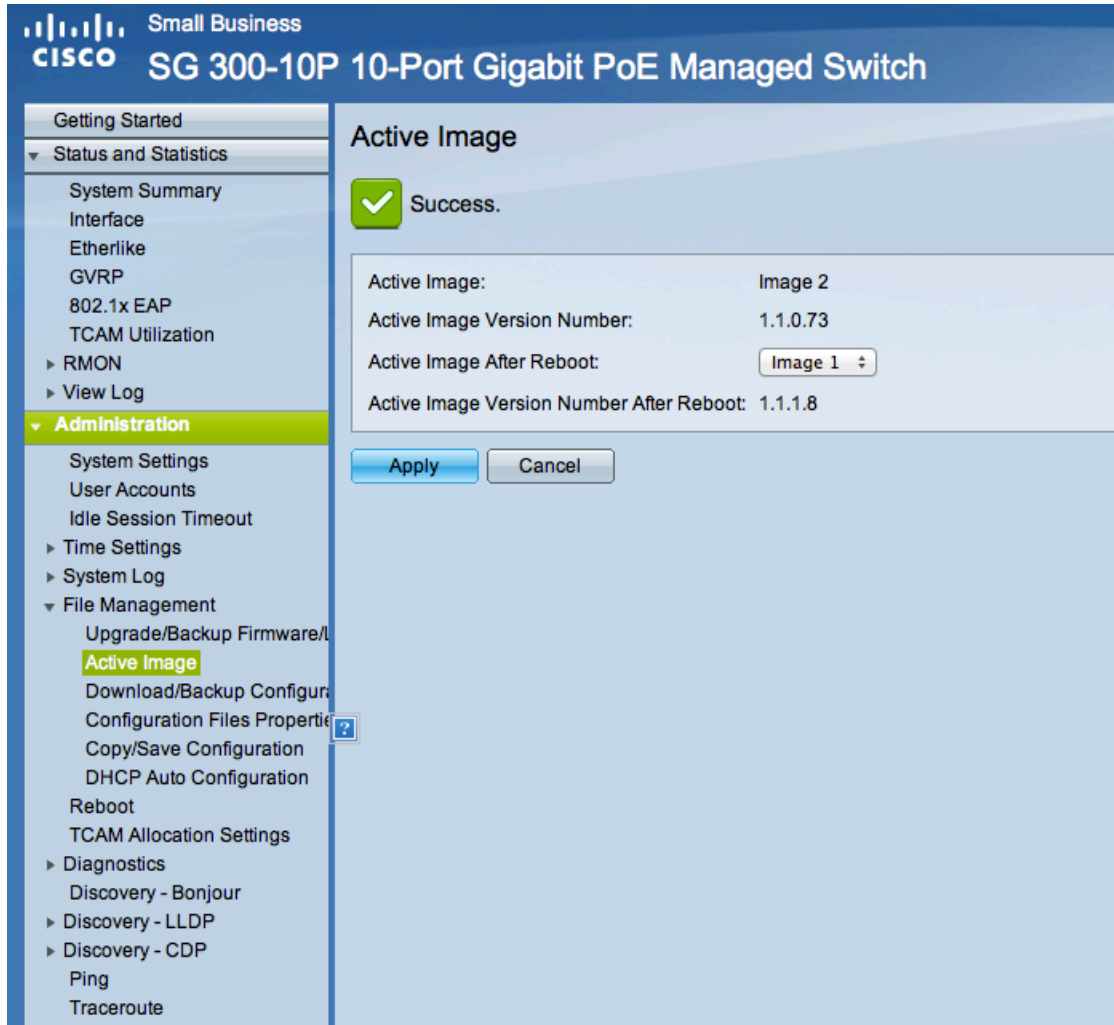 Small Business
CISCO
SG 300-10P 10-Port Gigabit PoE Managed Switch
Getting Started
Status and Statistics
System Summary
Interface
Etherlike
GVRP
802.1x EAP
TCAM Utilization
RMON
View Log
Administration
System Settings
User Accounts
Idle Session Timeout
Time Settings
System Log
File Management
Upgrade/Backup Firmware/L
Active Image
Download/Backup Configura
Configuration Files Propertie
Copy/Save Configuration
DHCP Auto Configuration
Reboot
TCAM Allocation Settings
Diagnostics
Discovery - Bonjour
Discovery - LLDP
Discovery - CDP
Ping
Traceroute
?
Active Image
Success.
Active Image: Image 2
Active Image Version Number: 1.1.0.73
Active Image After Reboot: Image 1
Active Image Version Number After Reboot: 1.1.1.8
Apply Cancel